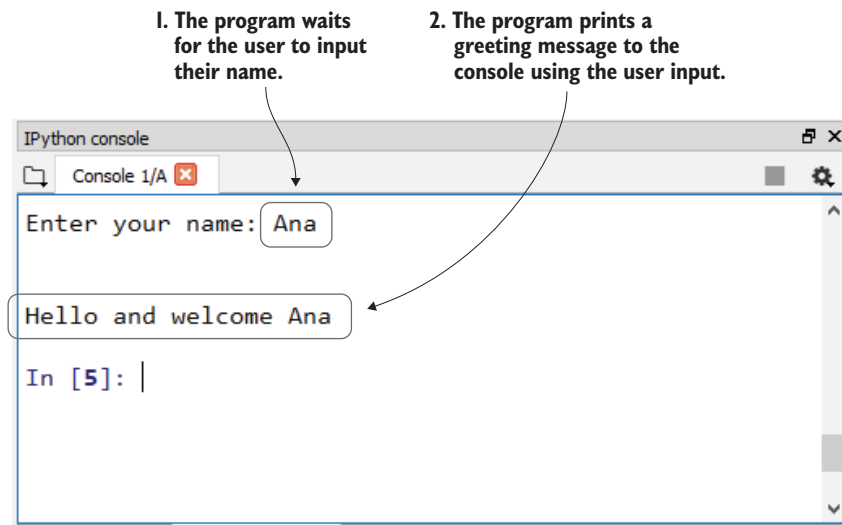 1. The program waits
for the user to input
their name.
2. The program prints a
greeting message to the
console using the user input.
IPython console
Console 1/A
Enter your name: Ana
Hello and welcome Ana
In [5]: